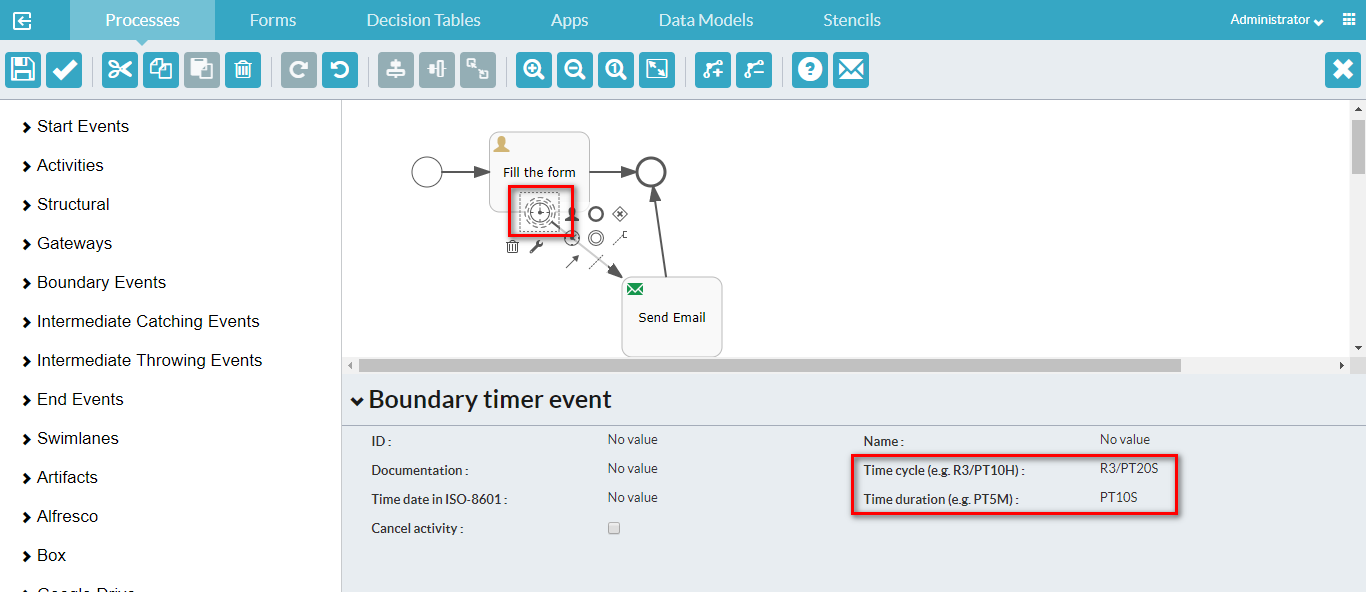 Processes Forms Decision Tables Apps Data Models Stencils Administrator
1 ?
Start Events
Activities
Structural
Gateways
Boundary Events
Intermediate Catching Events
Intermediate Throwing Events
End Events
Swimlanes
Artifacts
Alfresco
Box
Google Drive
Fill the form
Send Email
Boundary timer event
ID : No value Name : No value
Documentation : No value Time cycle (e.g. R3/PT10H) : R3/PT20S
Time date in ISO-8601 : No value Time duration (e.g. PT5M) : PT10S
Cancel activity :